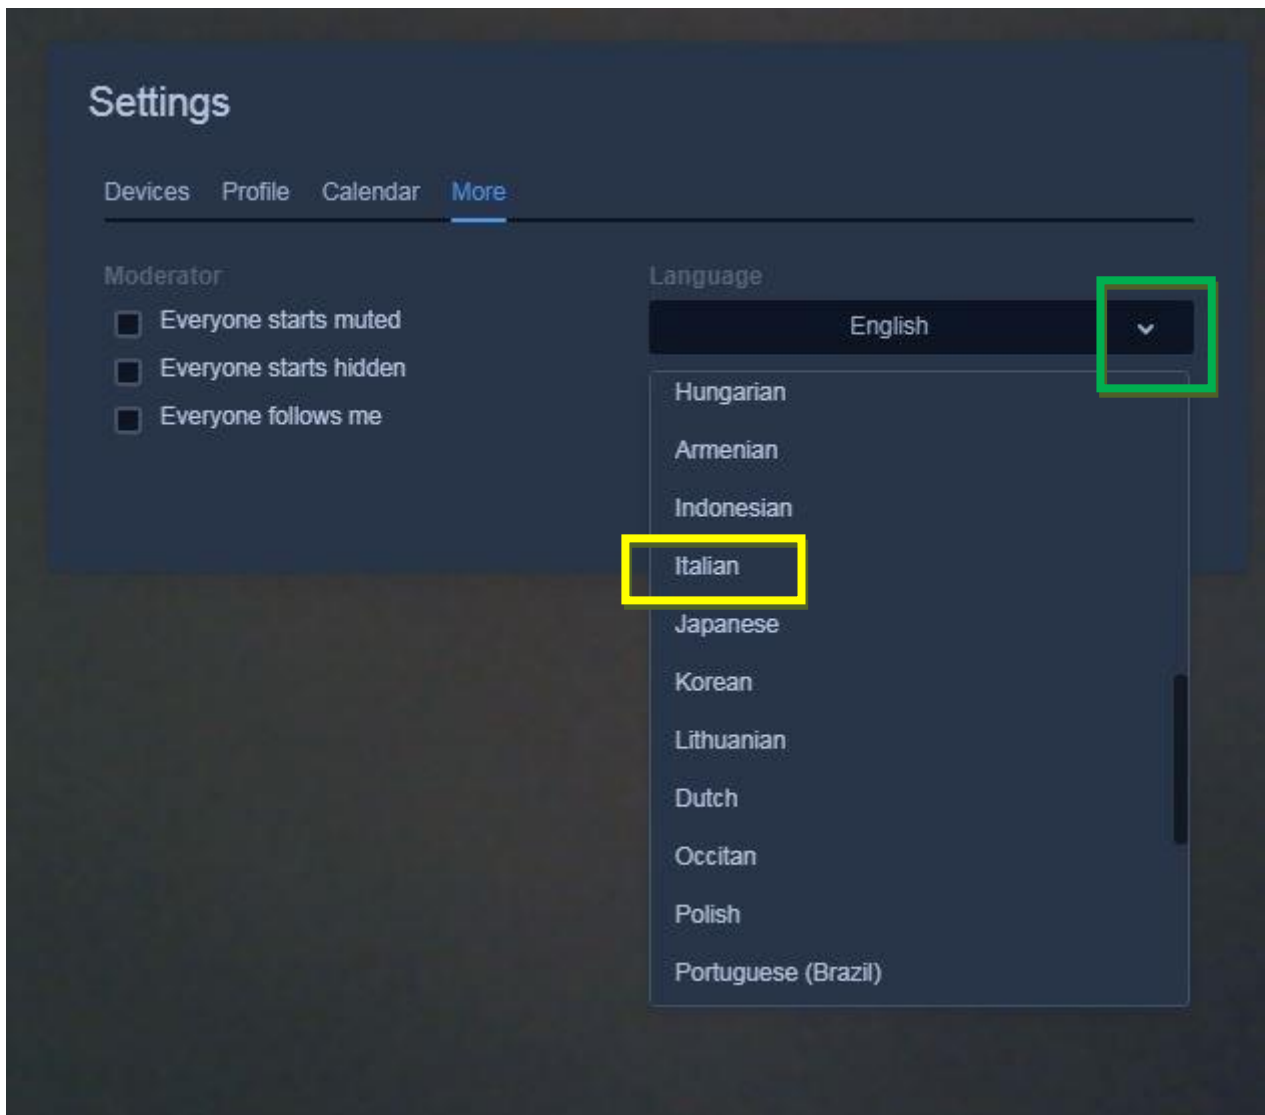 Settings
Devices Profile Calendar More
Moderator
Everyone starts muted
Everyone starts hidden
Everyone follows me
Language
English
Hungarian
Armenian
Indonesian
Italian
Japanese
Korean
Lithuanian
Dutch
Occitan
Polish
Portuguese (Brazil)